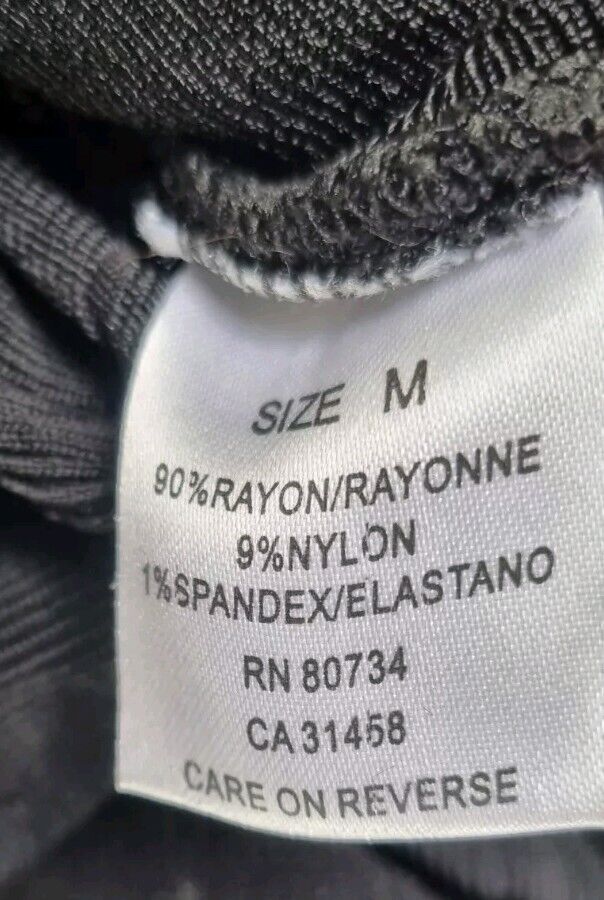 SIZE M
90%RAYON/RAYONNE
9%NYLON
1%SPANDEX/ELASTANO
RN 80734
CA 31458
CARE ON REVERSE